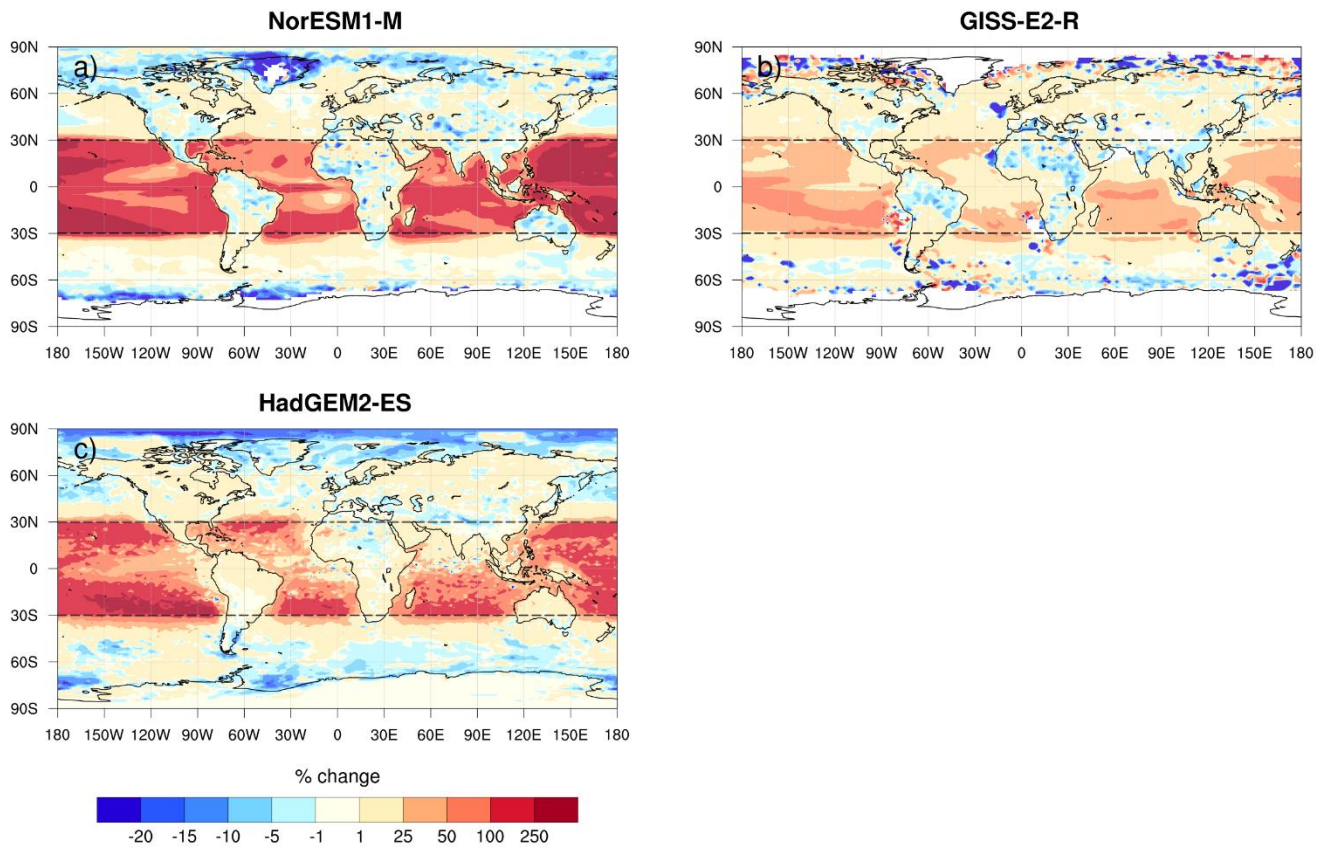 NorESM1-M
a)
90N
60N
30N
0
30S
60S
90S
180 150W 120W 90W 60W 30W 0 30E 60E 90E 120E 150E 180
GISS-E2-R
b)
90N
60N
30N
0
30S
60S
90S
180 150W 120W 90W 60W 30W 0 30E 60E 90E 120E 150E 180
HadGEM2-ES
c)
90N
60N
30N
0
30S
60S
90S
180 150W 120W 90W 60W 30W 0 30E 60E 90E 120E 150E 180
% change
-20 -15 -10 -5 -1 1 25 50 100 250